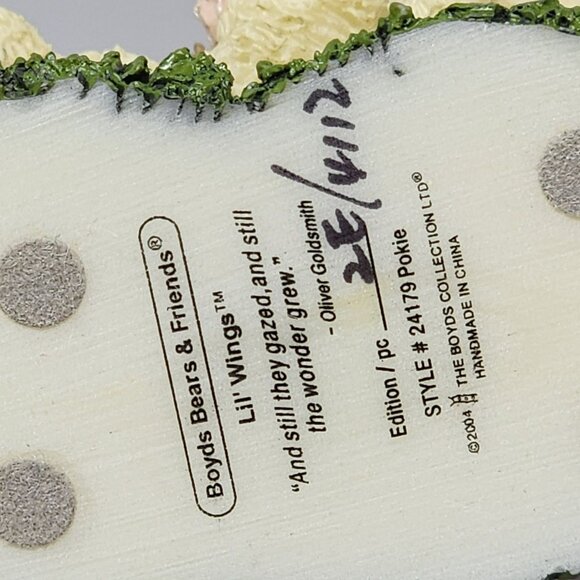 Boyds Bears & Friends®
Lil' Wings™
"And still they gazed, and still
the wonder grew."
- Oliver Goldsmith
Edition / pc 2E/4112
STYLE # 24179 Pokie
©2004 THE BOYDS COLLECTION LTD®
HANDMADE IN CHINA